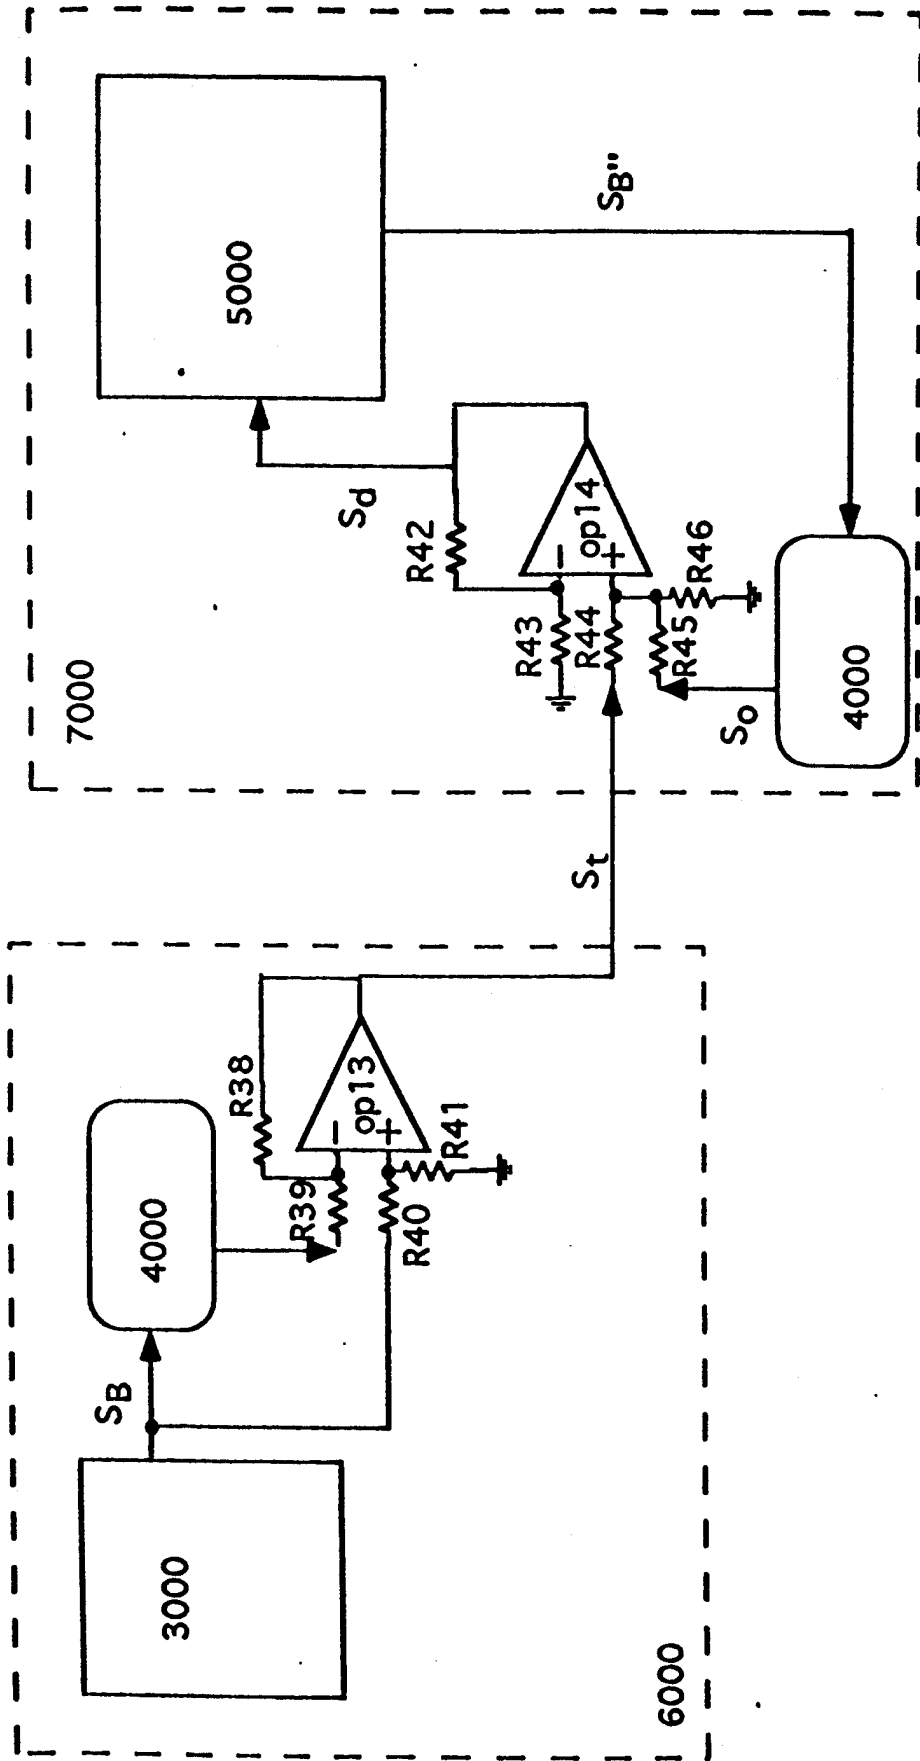 7000
5000
Sd
SB"
R42
op14
−
+
R43
R44
R45
R46
So
4000
St
6000
3000
SB
4000
R38
R39
R40
R41
op13
−
+